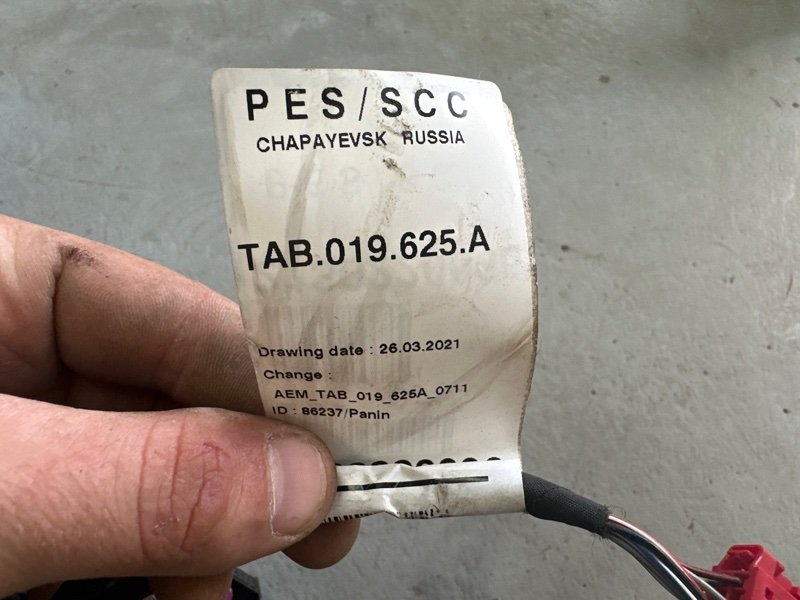 PES/SCC
CHAPAYEVSK RUSSIA
TAB.019.625.A
Drawing date : 26.03.2021
Change :
AEM_TAB_019_625A_0711
ID : 86237/Panin